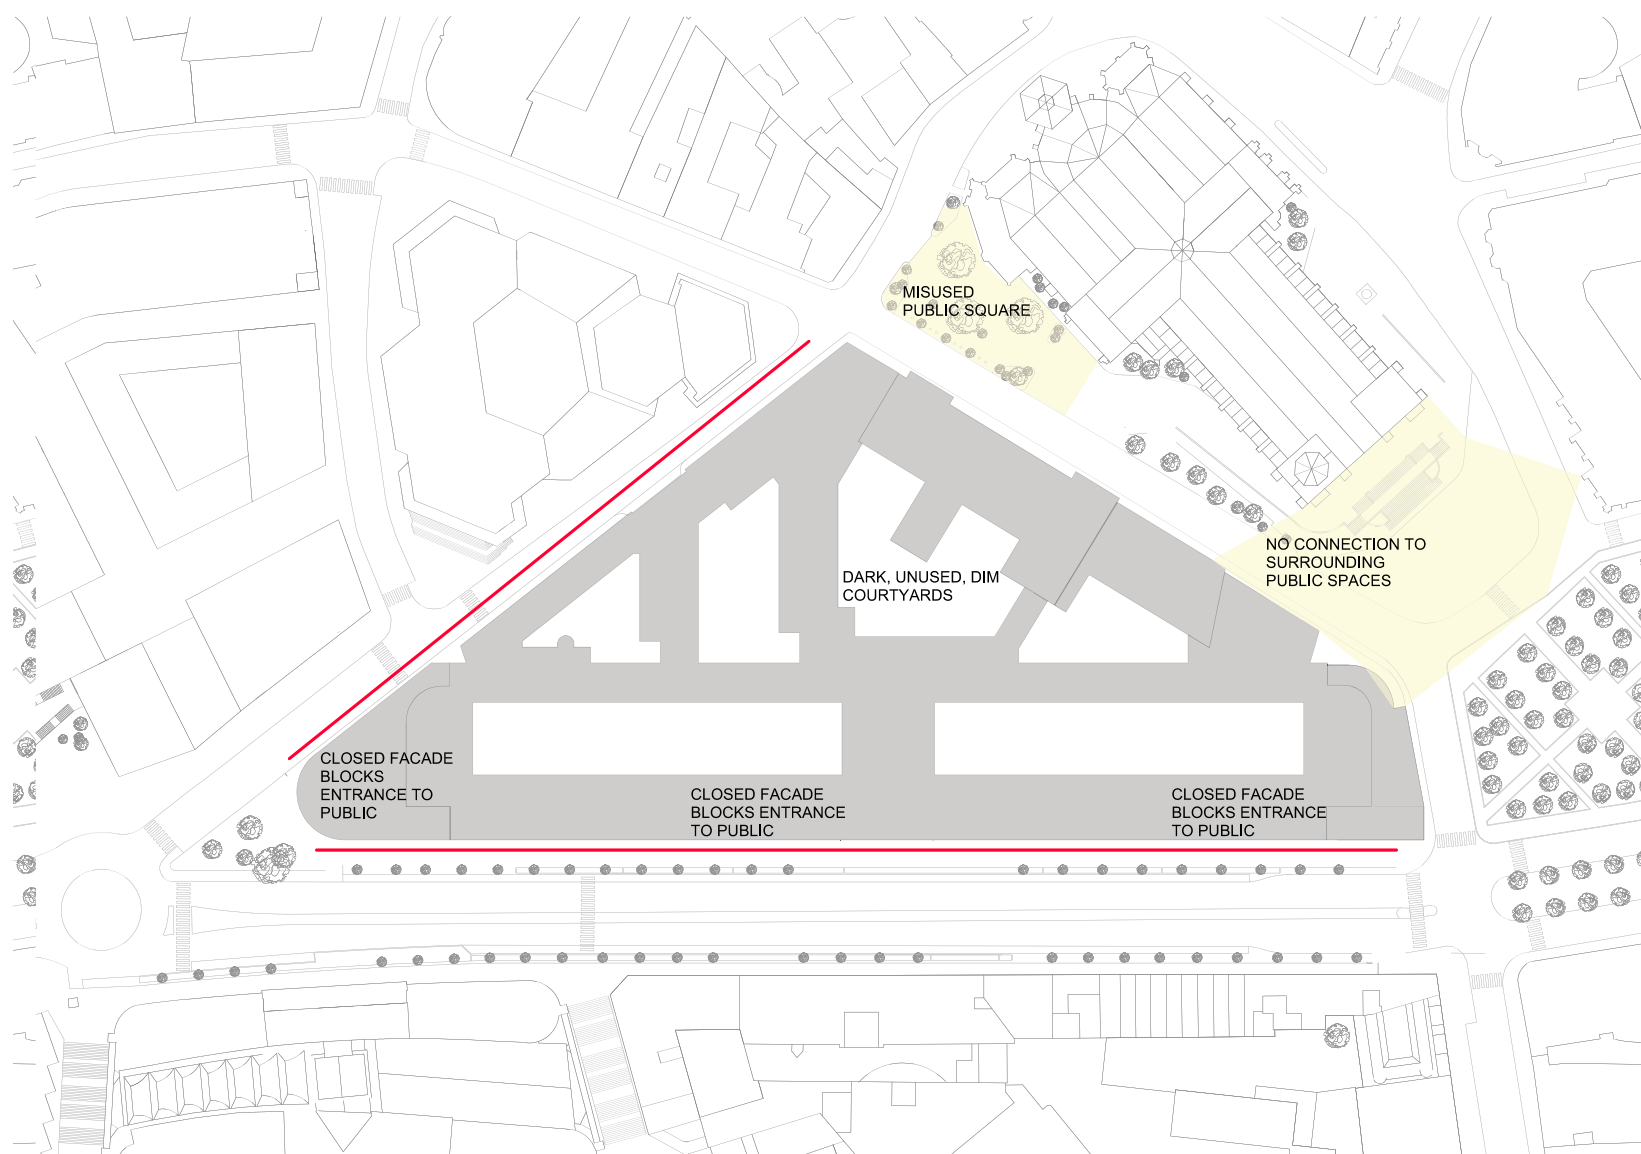 MISUSED
PUBLIC SQUARE
NO CONNECTION TO
SURROUNDING
PUBLIC SPACES
DARK, UNUSED, DIM
COURTYARDS
CLOSED FACADE
BLOCKS
ENTRANCE TO
PUBLIC
CLOSED FACADE
BLOCKS ENTRANCE
TO PUBLIC
CLOSED FACADE
BLOCKS ENTRANCE
TO PUBLIC